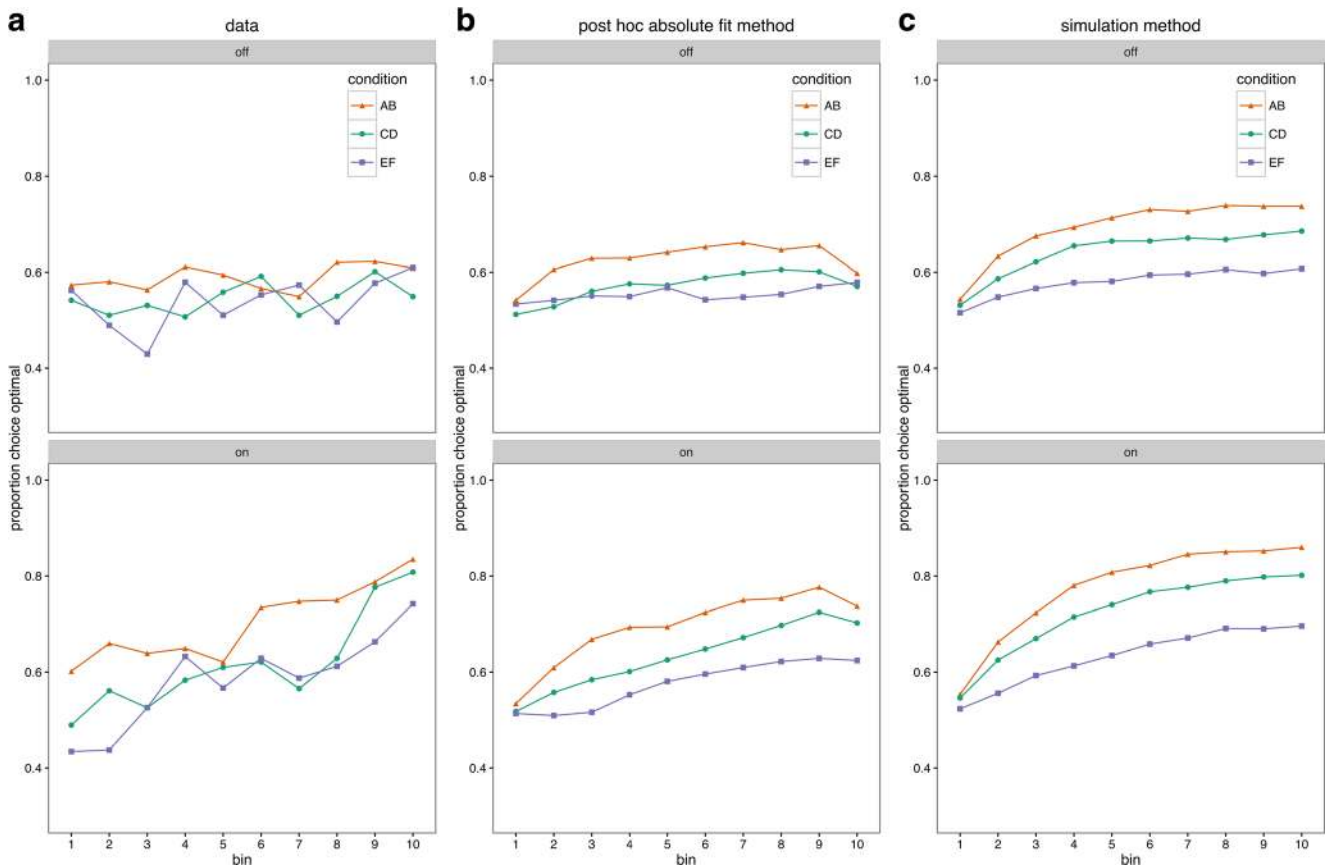 a
data
b
post hoc absolute fit method
c
simulation method
off
off
off
1.0
0.8
0.6
0.4
condition
AB
CD
EF
1.0
0.8
0.6
0.4
condition
AB
CD
EF
1.0
0.8
0.6
0.4
condition
AB
CD
EF
proportion choice optimal
proportion choice optimal
proportion choice optimal
on
on
on
1.0
0.8
0.6
0.4
1.0
0.8
0.6
0.4
1.0
0.8
0.6
0.4
1 2 3 4 5 6 7 8 9 10
bin
1 2 3 4 5 6 7 8 9 10
bin
1 2 3 4 5 6 7 8 9 10
bin